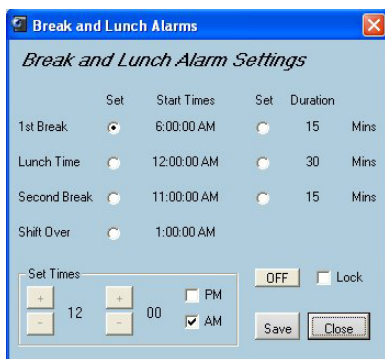 Break and Lunch Alarms
Break and Lunch Alarm Settings
Set Start Times Set Duration
1st Break 6:00:00 AM 15 Mins
Lunch Time 12:00:00 AM 30 Mins
Second Break 11:00:00 AM 15 Mins
Shift Over 1:00:00 AM
Set Times
+ + PM
12 00
- - AM
OFF Lock
Save Close